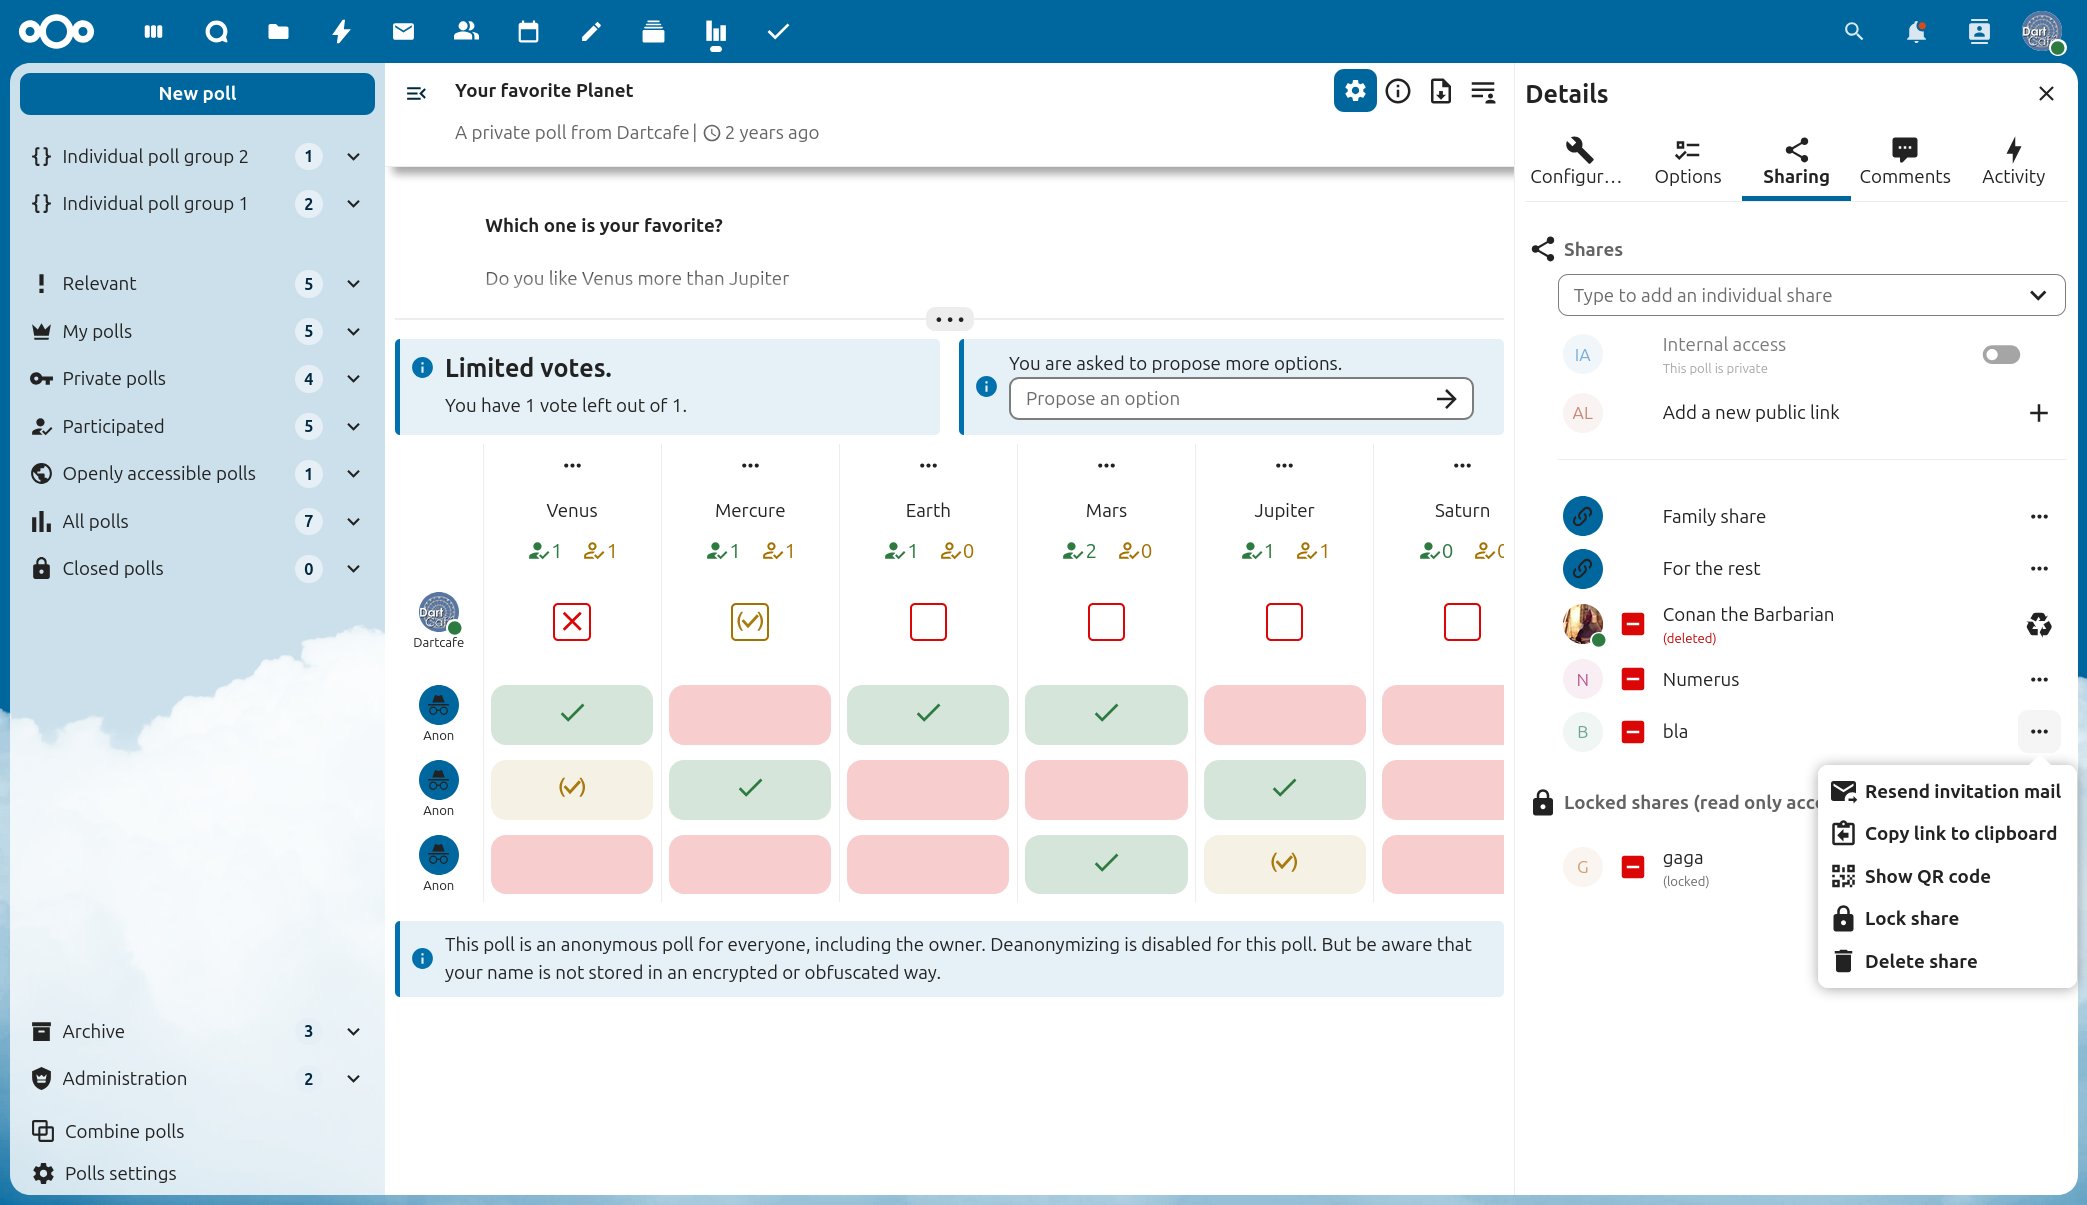 Dart
Café
New poll
Individual poll group 2 1
Individual poll group 1 2
Relevant 5
My polls 5
Private polls 4
Participated 5
Openly accessible polls 1
All polls 7
Closed polls 0
Archive 3
Administration 2
Combine polls
Polls settings
Your favorite Planet
A private poll from Dartcafe | 2 years ago
Which one is your favorite?
Do you like Venus more than Jupiter
Limited votes.
You have 1 vote left out of 1.
You are asked to propose more options.
Propose an option
Venus Mercure Earth Mars Jupiter Saturn
1 1 1 1 1 0 2 0 1 1 0 0
Dart
Café
Dartcafe
Anon
Anon
Anon
This poll is an anonymous poll for everyone, including the owner. Deanonymizing is disabled for this poll. But be aware that
your name is not stored in an encrypted or obfuscated way.
Details
Configur... Options Sharing Comments Activity
Shares
Type to add an individual share
IA Internal access
This poll is private
AL Add a new public link
Family share
For the rest
Conan the Barbarian
(deleted)
N Numerus
B bla
Locked shares (read only acc
G gaga
(locked)
Resend invitation mail
Copy link to clipboard
Show QR code
Lock share
Delete share